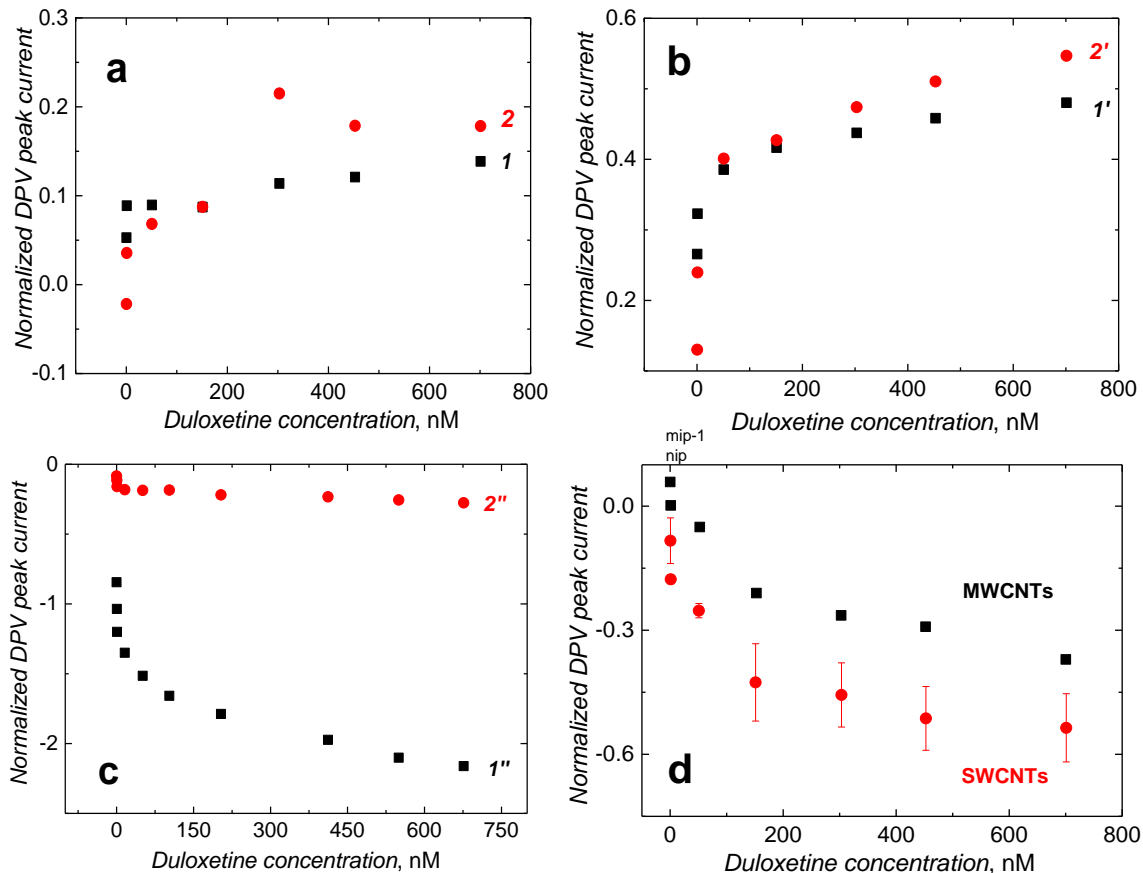 a
Normalized DPV peak current
0.3
0.2
0.1
0.0
-0.1
2
1
0 200 400 600 800
Duloxetine concentration, nM
b
Normalized DPV peak current
0.6
0.4
0.2
2'
1'
0 200 400 600 800
Duloxetine concentration, nM
c
Normalized DPV peak current
0
-1
-2
2"
1"
0 150 300 450 600 750
Duloxetine concentration, nM
mip-1
nip
d
Normalized DPV peak current
0.0
-0.3
-0.6
MWCNTs
SWCNTs
0 200 400 600 800
Duloxetine concentration, nM